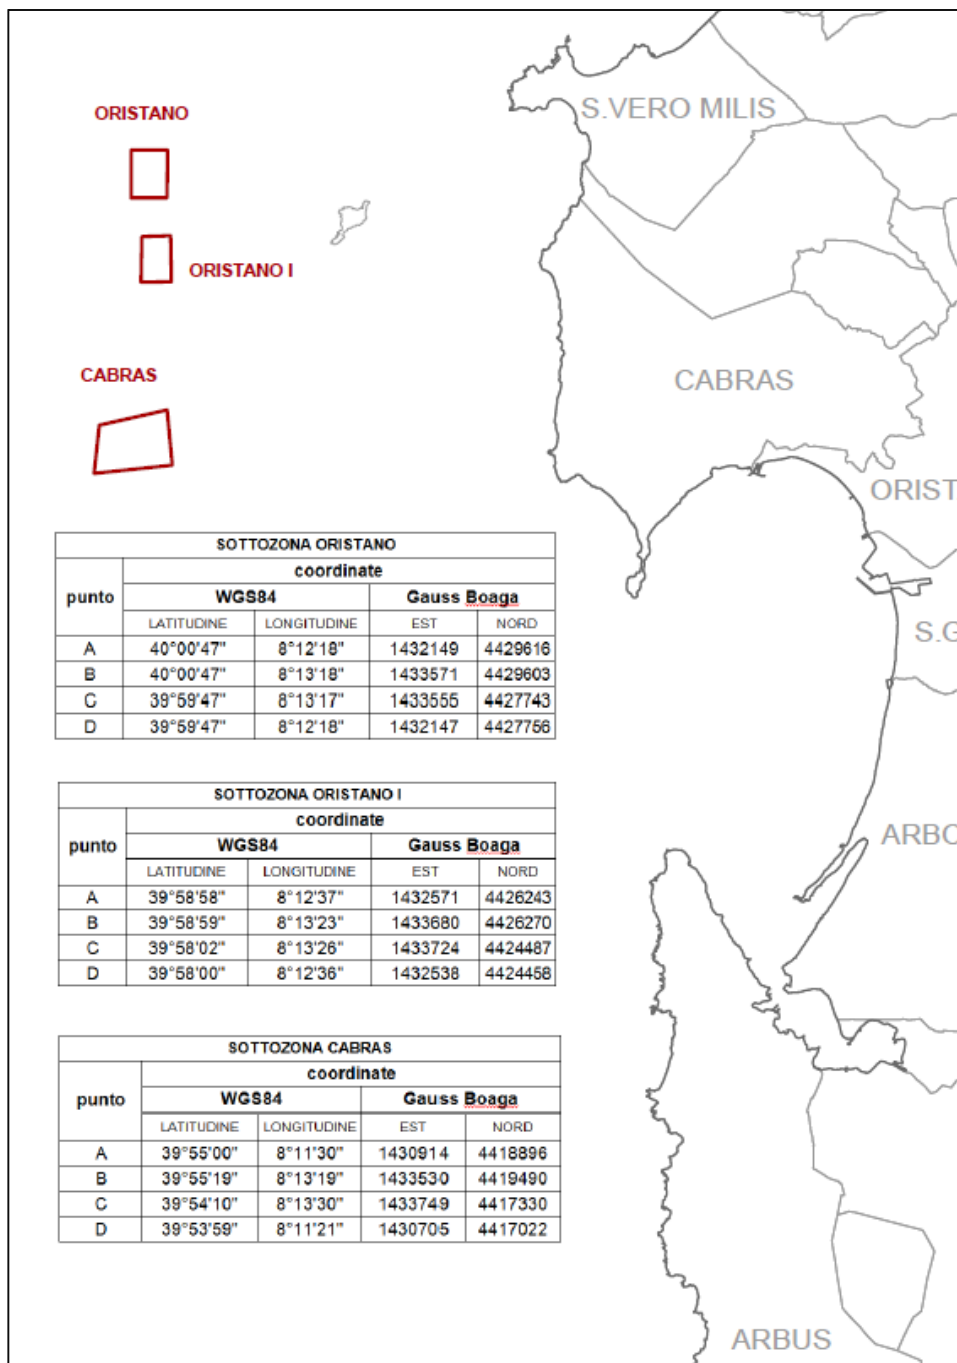 ORISTANO
S.VERO MILIS
ORISTANO I
CABRAS
CABRAS
ORIST
SOTTOZONA ORISTANO
punto coordinate
WGS84 Gauss Boaga
LATITUDINE LONGITUDINE EST NORD
A 40°00'47" 8°12'18" 1432149 4429616
B 40°00'47" 8°13'18" 1433571 4429603
C 39°59'47" 8°13'17" 1433555 4427743
D 39°59'47" 8°12'18" 1432147 4427756
S.G
SOTTOZONA ORISTANO I
punto coordinate
WGS84 Gauss Boaga
LATITUDINE LONGITUDINE EST NORD
A 39°58'58" 8°12'37" 1432571 4426243
B 39°58'59" 8°13'23" 1433680 4426270
C 39°58'02" 8°13'26" 1433724 4424487
D 39°58'00" 8°12'36" 1432538 4424458
ARBO
SOTTOZONA CABRAS
punto coordinate
WGS84 Gauss Boaga
LATITUDINE LONGITUDINE EST NORD
A 39°55'00" 8°11'30" 1430914 4418896
B 39°55'19" 8°13'19" 1433530 4419490
C 39°54'10" 8°13'30" 1433749 4417330
D 39°53'59" 8°11'21" 1430705 4417022
ARBUS